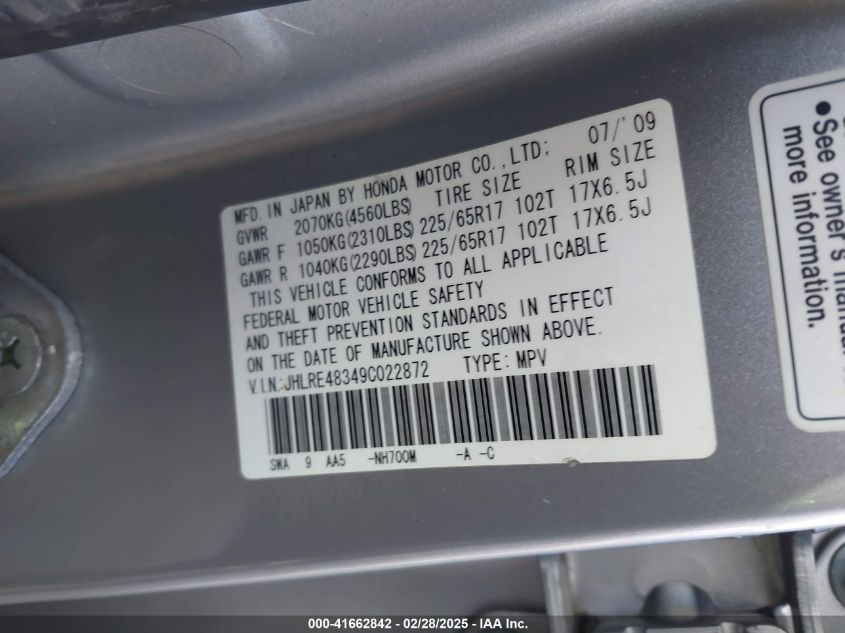 MFD. IN JAPAN BY HONDA MOTOR CO.,LTD; 07/'09
GVWR 2070KG(4560LBS) TIRE SIZE RIM SIZE
GAWR F 1050KG(2310LBS) 225/65R17 102T 17X6.5J
GAWR R 1040KG(2290LBS) 225/65R17 102T 17X6.5J
THIS VEHICLE CONFORMS TO ALL APPLICABLE
FEDERAL MOTOR VEHICLE SAFETY
AND THEFT PREVENTION STANDARDS IN EFFECT
ON THE DATE OF MANUFACTURE SHOWN ABOVE.
V.I.N.:JHLRE48349C022872 TYPE: MPV
SWA 9 AA5 -NH700M -A -C
● See owner's manual
more information.
000-41662842 / 02/28/2025 - IAA Inc.